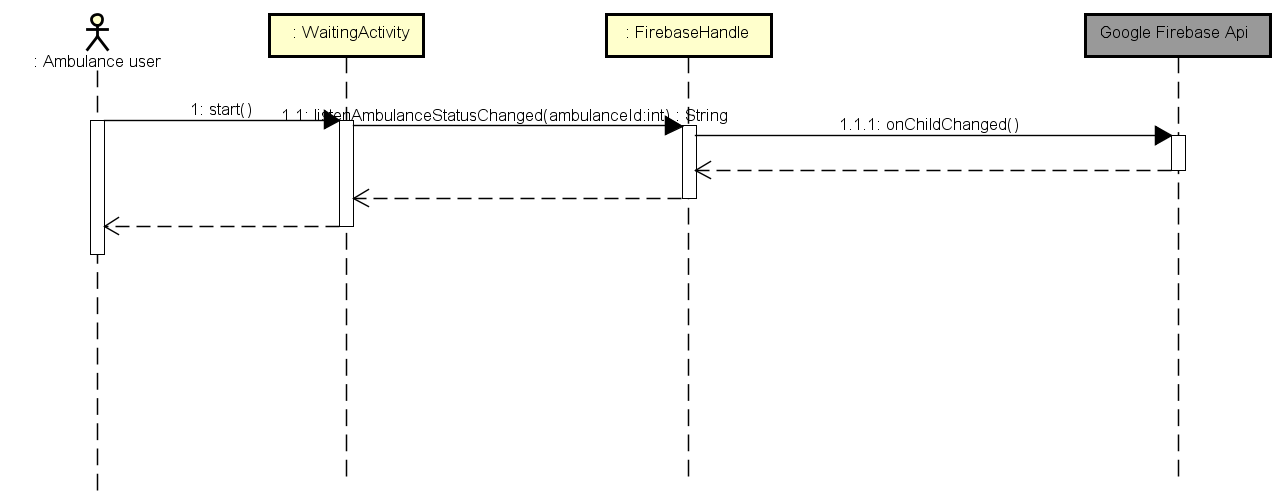 : WaitingActivity
: FirebaseHandle
Google Firebase Api
: Ambulance user
1: start()
1.1: listenAmbulanceStatusChanged(ambulanceId:int) : String
1.1.1: onChildChanged()